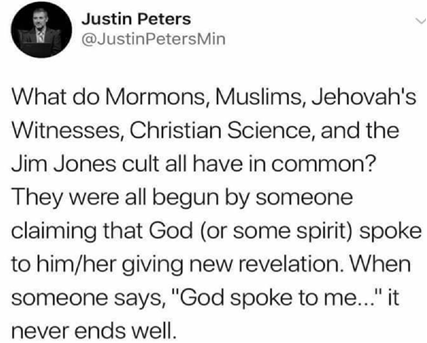 Justin Peters
@JustinPetersMin
What do Mormons, Muslims, Jehovah's
Witnesses, Christian Science, and the
Jim Jones cult all have in common?
They were all begun by someone
claiming that God (or some spirit) spoke
to him/her giving new revelation. When
someone says, "God spoke to me..." it
never ends well.